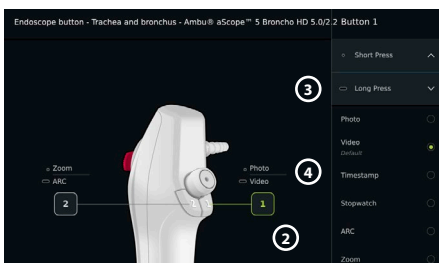 Endoscope button - Trachea and bronchus - Ambu® aScope™ 5 Broncho HD 5.0/2.2
Button 1
Short Press
3
Long Press
Photo
Video
Default
Zoom
ARC
Photo
Video
4
Timestamp
2
1
Stopwatch
2
ARC
Zoom